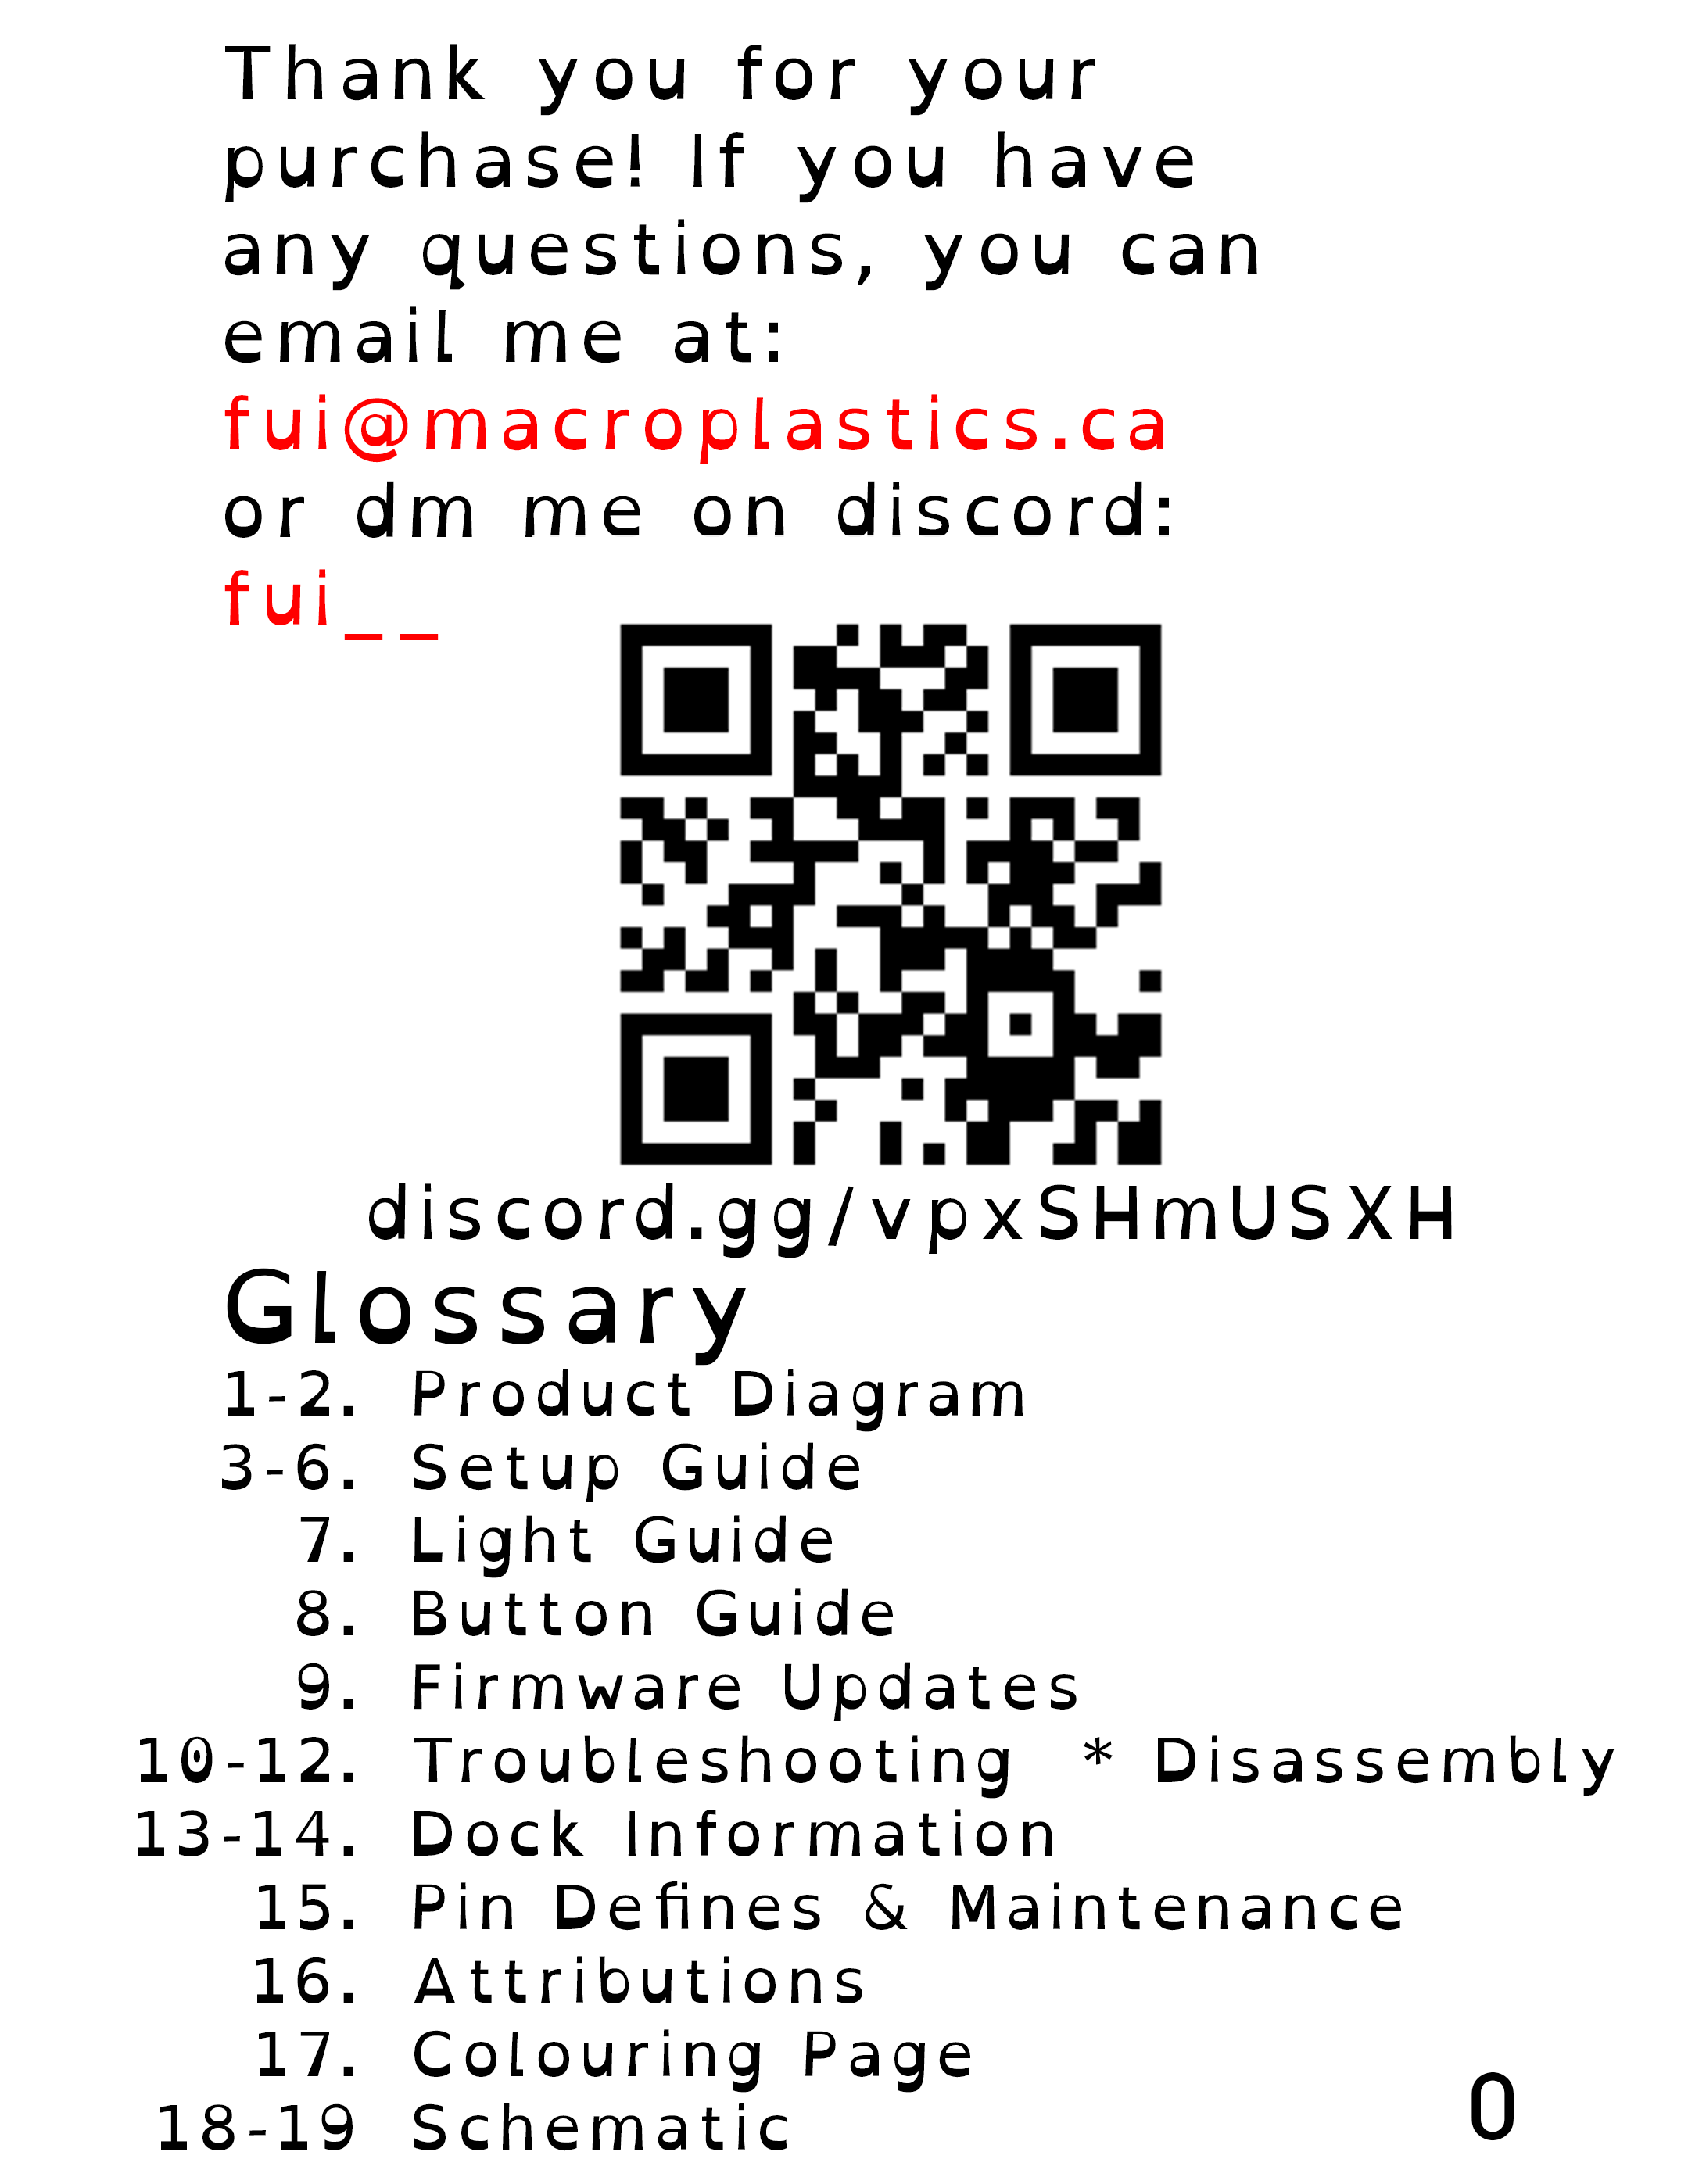 Thank you for your
purchase! If you have
any questions, you can
email me at:
fui@macroplastics.ca
or dm me on discord:
fui__
discord.gg/vpxSHmUSXH
Glossary
1-2. Product Diagram
3-6. Setup Guide
7. Light Guide
8. Button Guide
9. Firmware Updates
10-12. Troubleshooting * Disassembly
13-14. Dock Information
15. Pin Defines & Maintenance
16. Attributions
17. Colouring Page
18-19 Schematic
0